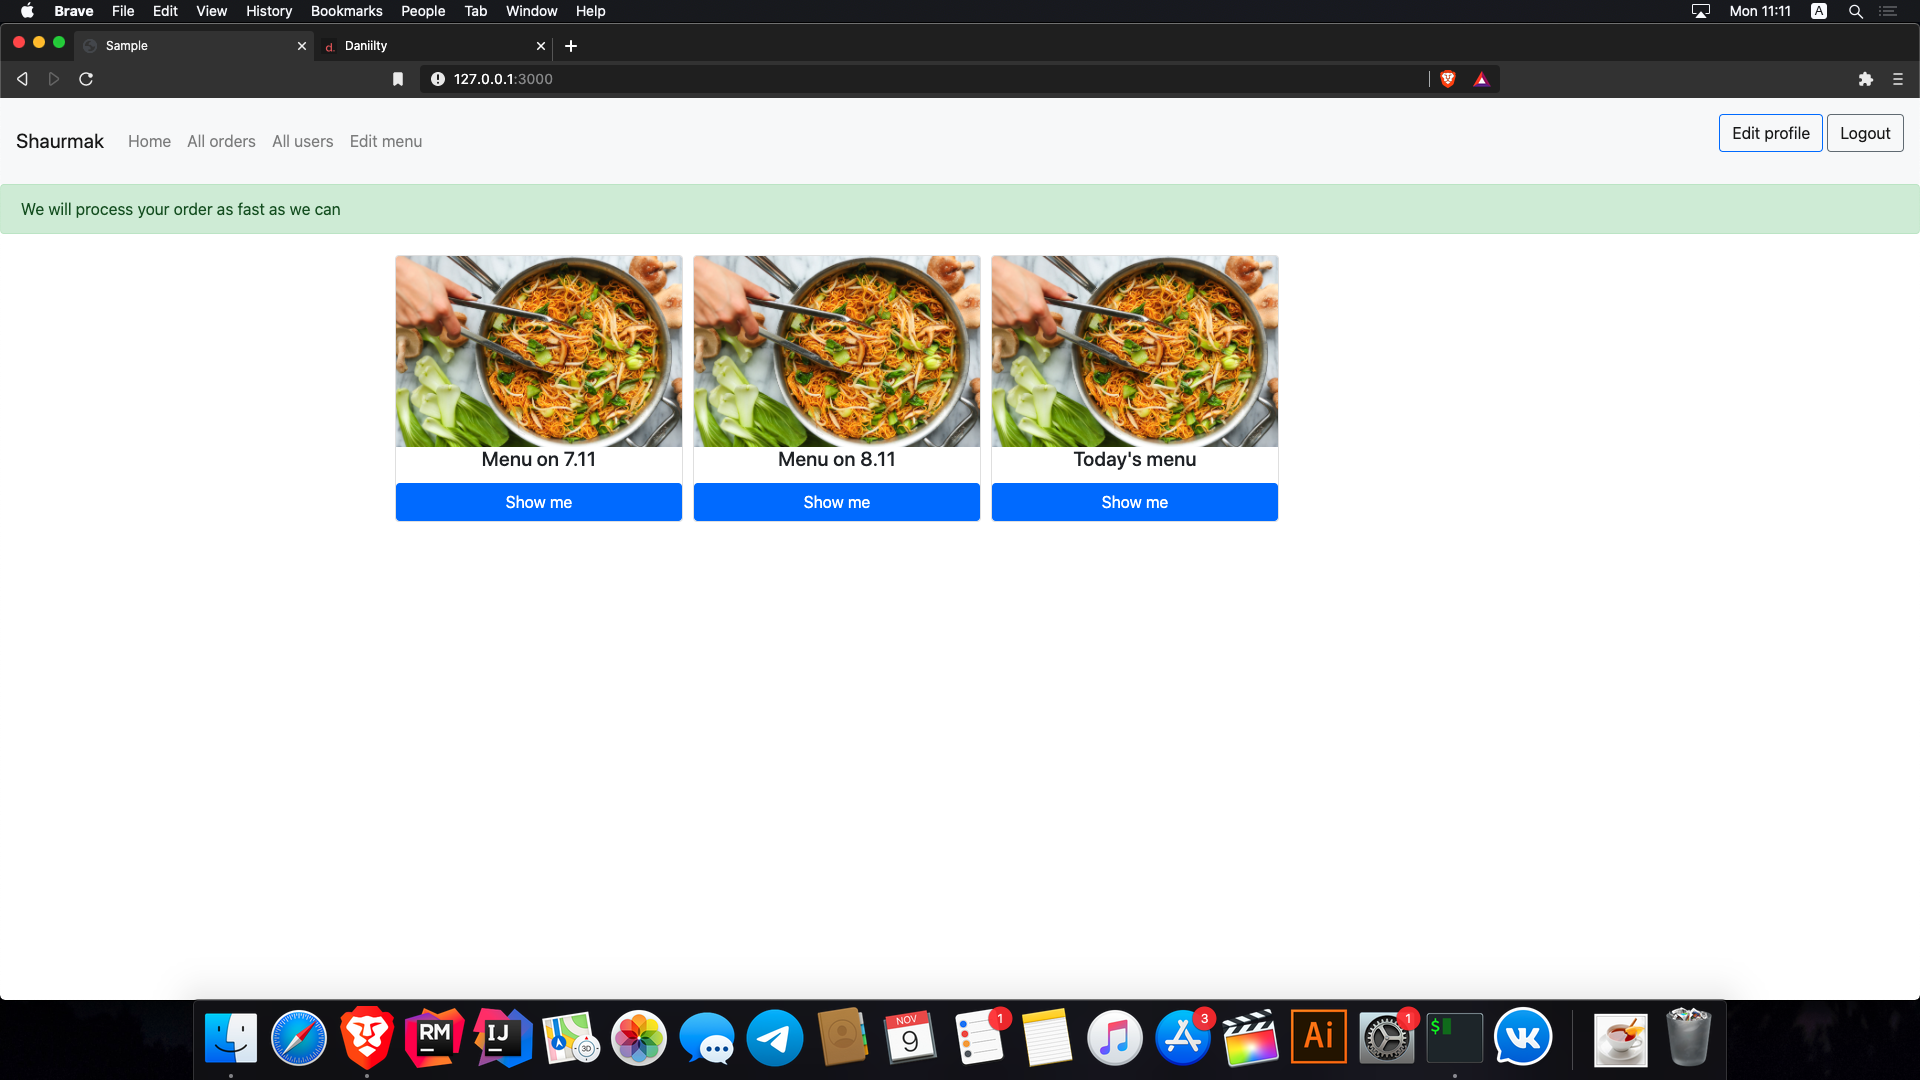 Brave File Edit View History Bookmarks People Tab Window Help Mon 11:11 A
Sample d. Daniilty
127.0.0.1:3000
Shaurmak Home All orders All users Edit menu Edit profile Logout
We will process your order as fast as we can
Menu on 7.11 Menu on 8.11 Today's menu
Show me Show me Show me
RM IJ 3D NOV 9 1 3 Ai 1 $ VK